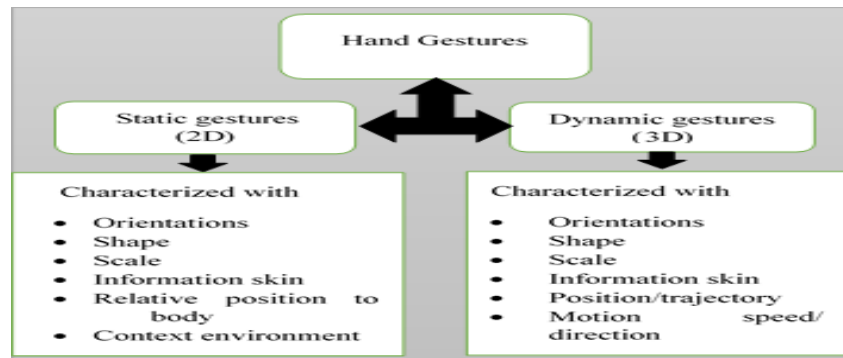 Hand Gestures
Static gestures
(2D)
Dynamic gestures
(3D)
Characterized with
• Orientations
• Shape
• Scale
• Information skin
• Relative position to
body
• Context environment
Characterized with
• Orientations
• Shape
• Scale
• Information skin
• Position/trajectory
• Motion speed/
direction